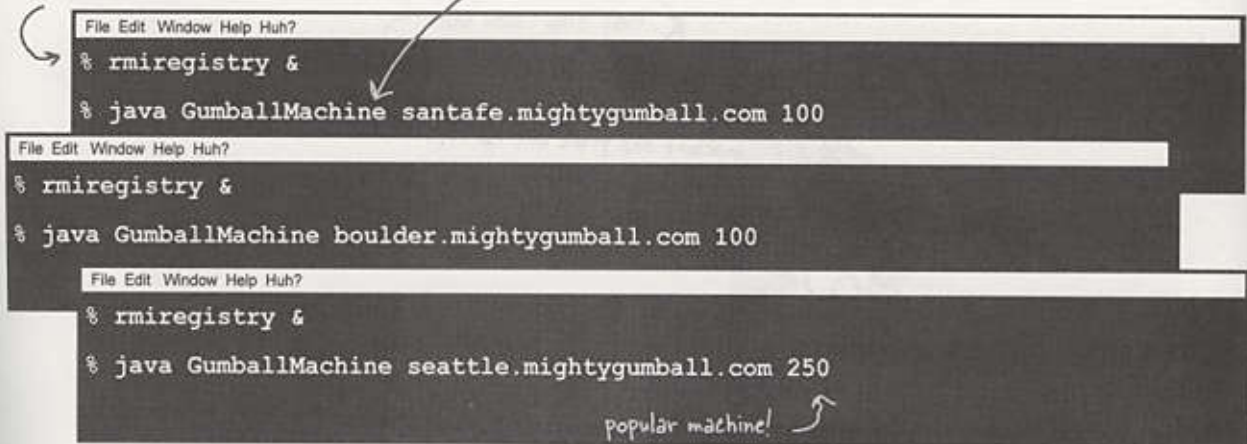 File Edit Window Help Huh?
% rmiregistry &
% java GumballMachine santafe.mightygumball.com 100
File Edit Window Help Huh?
% rmiregistry &
% java GumballMachine boulder.mightygumball.com 100
File Edit Window Help Huh?
% rmiregistry &
% java GumballMachine seattle.mightygumball.com 250
popular machine!